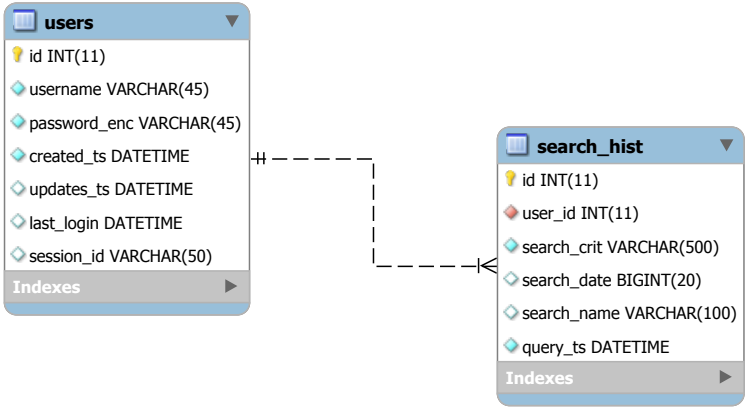 users
id INT(11)
username VARCHAR(45)
password_enc VARCHAR(45)
created_ts DATETIME
updates_ts DATETIME
last_login DATETIME
session_id VARCHAR(50)
Indexes
search_hist
id INT(11)
user_id INT(11)
search_crit VARCHAR(500)
search_date BIGINT(20)
search_name VARCHAR(100)
query_ts DATETIME
Indexes